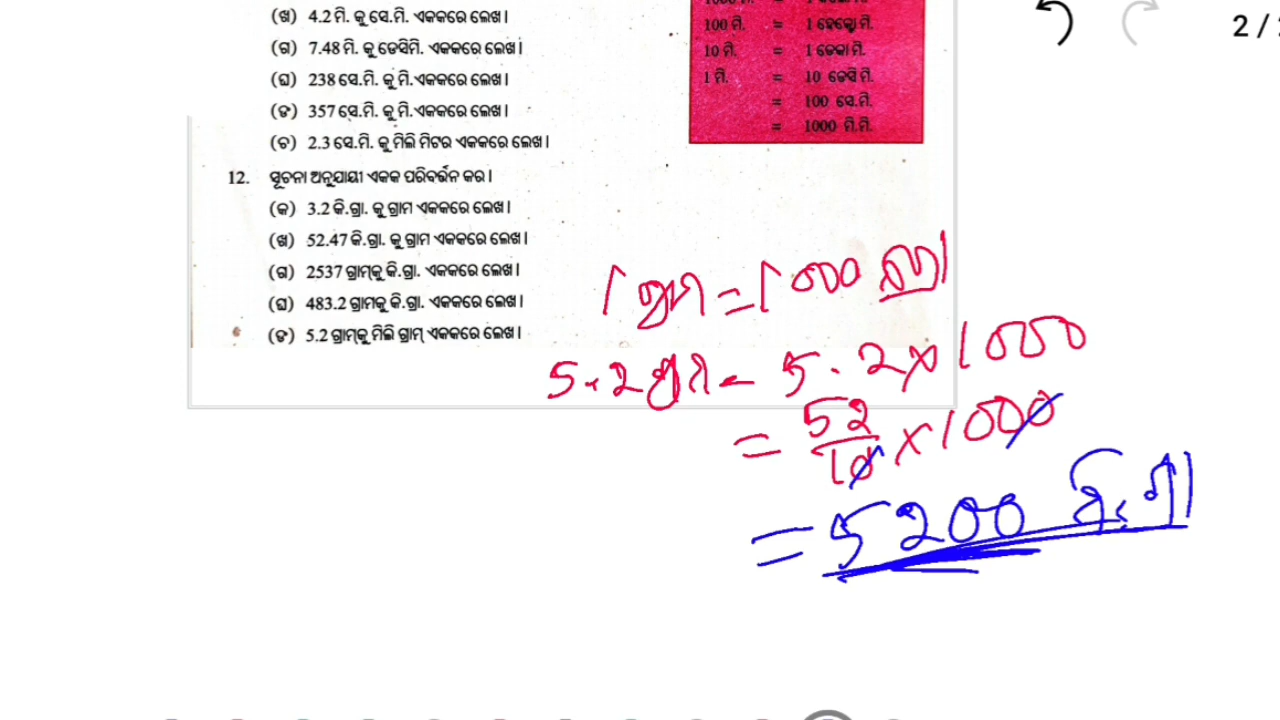 (ଖ) 4.2 ମି. କୁ ସେ.ମି. ଏକକରେ ଲେଖ।
(ଗ) 7.48 ମି. କୁ ଡେସିମି. ଏକକରେ ଲେଖ।
(ଘ) 238 ସେ.ମି. କୁ ମି.ଏକକରେ ଲେଖ।
(ଙ) 357 ସେ.ମି. କୁ ମି.ଏକକରେ ଲେଖ।
(ଚ) 2.3 ସେ.ମି. କୁ ମିଲି ମିଟର ଏକକରେ ଲେଖ।
100 ମି. = 1 ହେକ୍ଟୋ ମି.
10 ମି. = 1 ଡେକା ମି.
1 ମି. = 10 ଡେସି ମି.
= 100 ସେ.ମି.
= 1000 ମି.ମି.
2 /
12. ସୂଚନା ଅନୁଯାୟୀ ଏକକ ପରିବର୍ତ୍ତନ କର।
(କ) 3.2 କି.ଗ୍ରା. କୁ ଗ୍ରାମ ଏକକରେ ଲେଖ।
(ଖ) 52.47 କି.ଗ୍ରା. କୁ ଗ୍ରାମ ଏକକରେ ଲେଖ।
(ଗ) 2537 ଗ୍ରାମ୍‌କୁ କି.ଗ୍ରା. ଏକକରେ ଲେଖ।
(ଘ) 483.2 ଗ୍ରାମକୁ କି.ଗ୍ରା. ଏକକରେ ଲେଖ।
(ଙ) 5.2 ଗ୍ରାମ୍‌କୁ ମିଲି ଗ୍ରାମ୍ ଏକକରେ ଲେଖ।
1 ଗ୍ରାମ = 1000
5.2 ଗ୍ରାମ = 5.2 × 1000
= 52/10 × 1000
= 5200 ମି.ଗ୍ରା